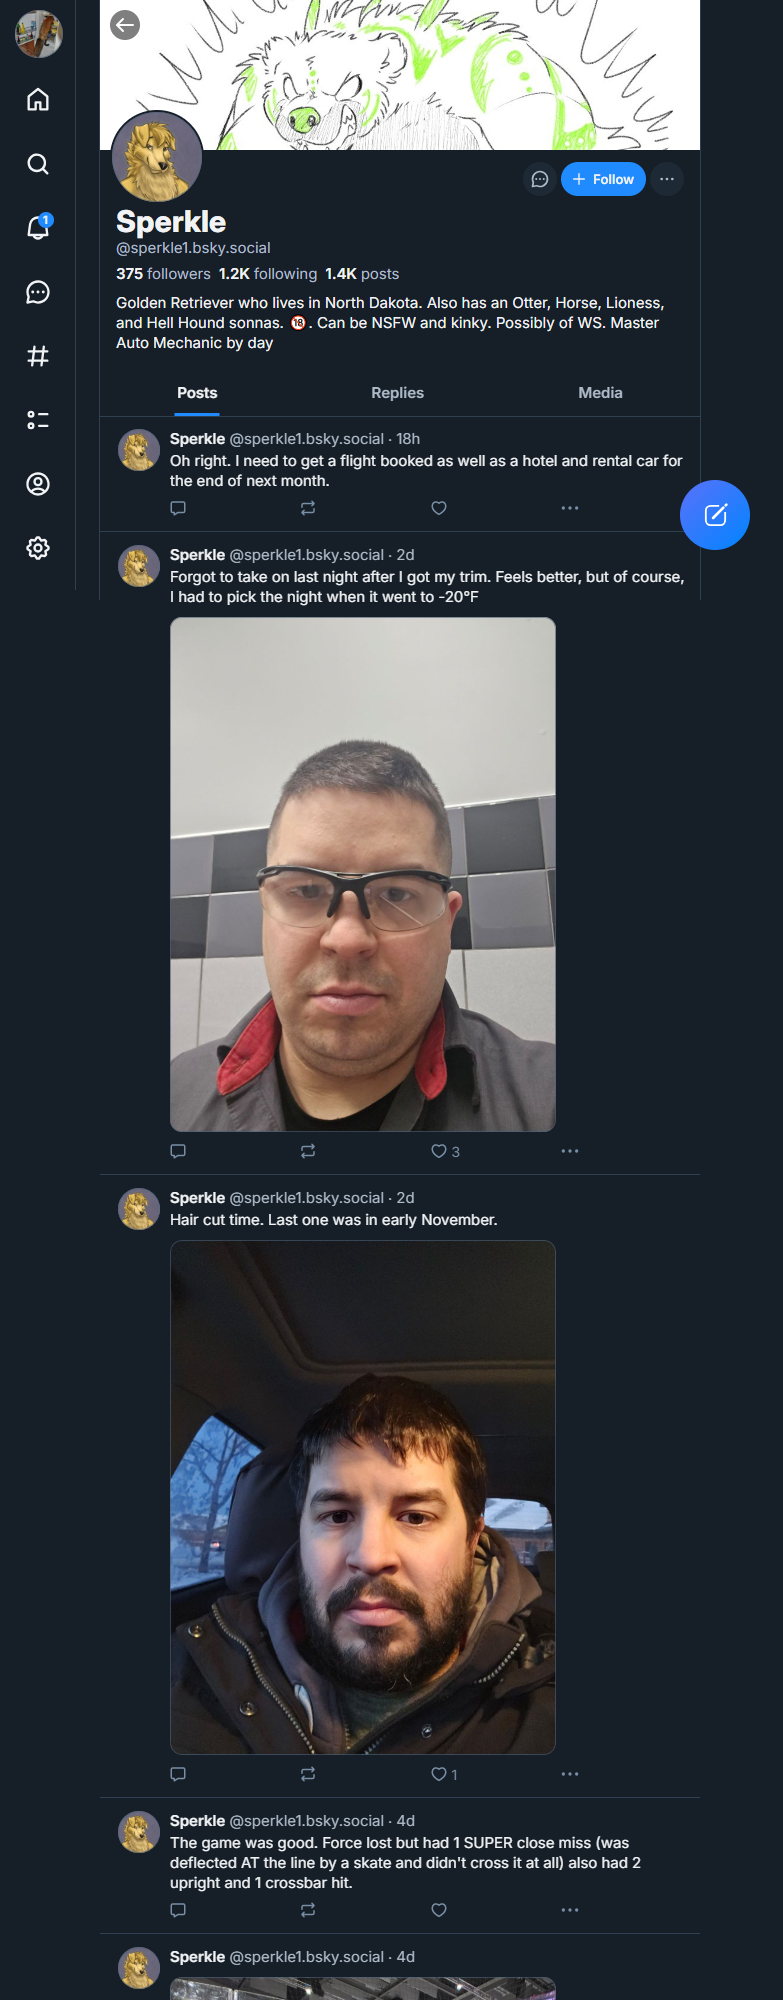 1
Follow
Sperkle
@sperkle1.bsky.social
375 followers 1.2K following 1.4K posts
Golden Retriever who lives in North Dakota. Also has an Otter, Horse, Lioness,
and Hell Hound sonnas. 🔞. Can be NSFW and kinky. Possibly of WS. Master
Auto Mechanic by day
Posts Replies Media
Sperkle @sperkle1.bsky.social · 18h
Oh right. I need to get a flight booked as well as a hotel and rental car for
the end of next month.
Sperkle @sperkle1.bsky.social · 2d
Forgot to take on last night after I got my trim. Feels better, but of course,
I had to pick the night when it went to -20°F
3
Sperkle @sperkle1.bsky.social · 2d
Hair cut time. Last one was in early November.
1
Sperkle @sperkle1.bsky.social · 4d
The game was good. Force lost but had 1 SUPER close miss (was
deflected AT the line by a skate and didn't cross it at all) also had 2
upright and 1 crossbar hit.
Sperkle @sperkle1.bsky.social · 4d